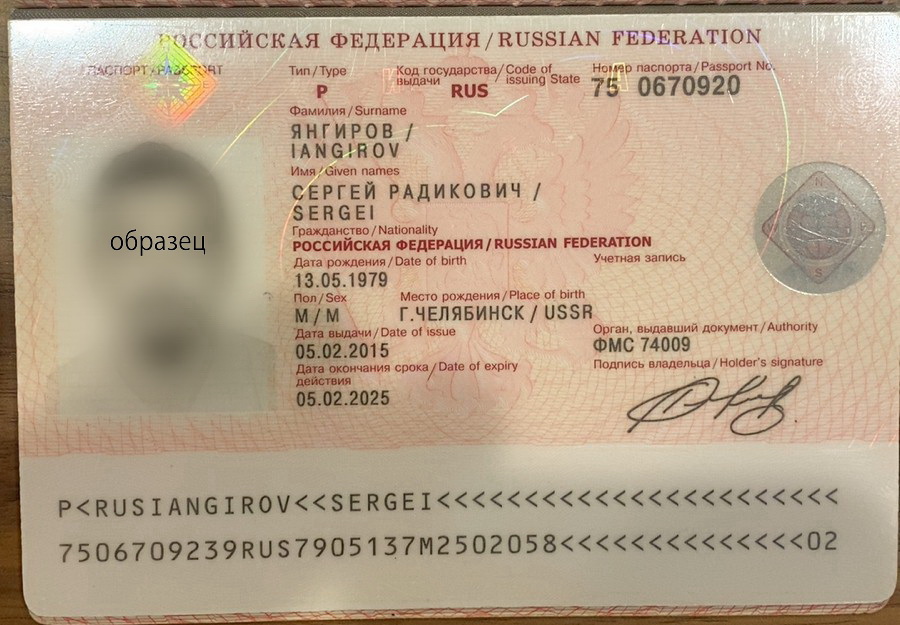 РОССИЙСКАЯ ФЕДЕРАЦИЯ / RUSSIAN FEDERATION
ПАСПОРТ / PASSPORT
Тип / Type
Код государства / Code of
выдачи issuing State
Номер паспорта / Passport No.
P
RUS
75 0670920
Фамилия / Surname
ЯНГИРОВ /
IANGIROV
Имя / Given names
СЕРГЕЙ РАДИКОВИЧ /
SERGEI
Гражданство / Nationality
РОССИЙСКАЯ ФЕДЕРАЦИЯ / RUSSIAN FEDERATION
Дата рождения / Date of birth
Учетная запись
13.05.1979
Пол / Sex
Место рождения / Place of birth
М / M
Г.ЧЕЛЯБИНСК / USSR
Дата выдачи / Date of issue
Орган, выдавший документ / Authority
05.02.2015
ФМС 74009
Дата окончания срока / Date of expiry
действия
Подпись владельца / Holder's signature
05.02.2025
образец
N
E
S
P<RUSIANGIROV<<SERGEI<<<<<<<<<<<<<<<<<<<<<<<
7506709239RUS7905137M2502058<<<<<<<<<<<<<<02